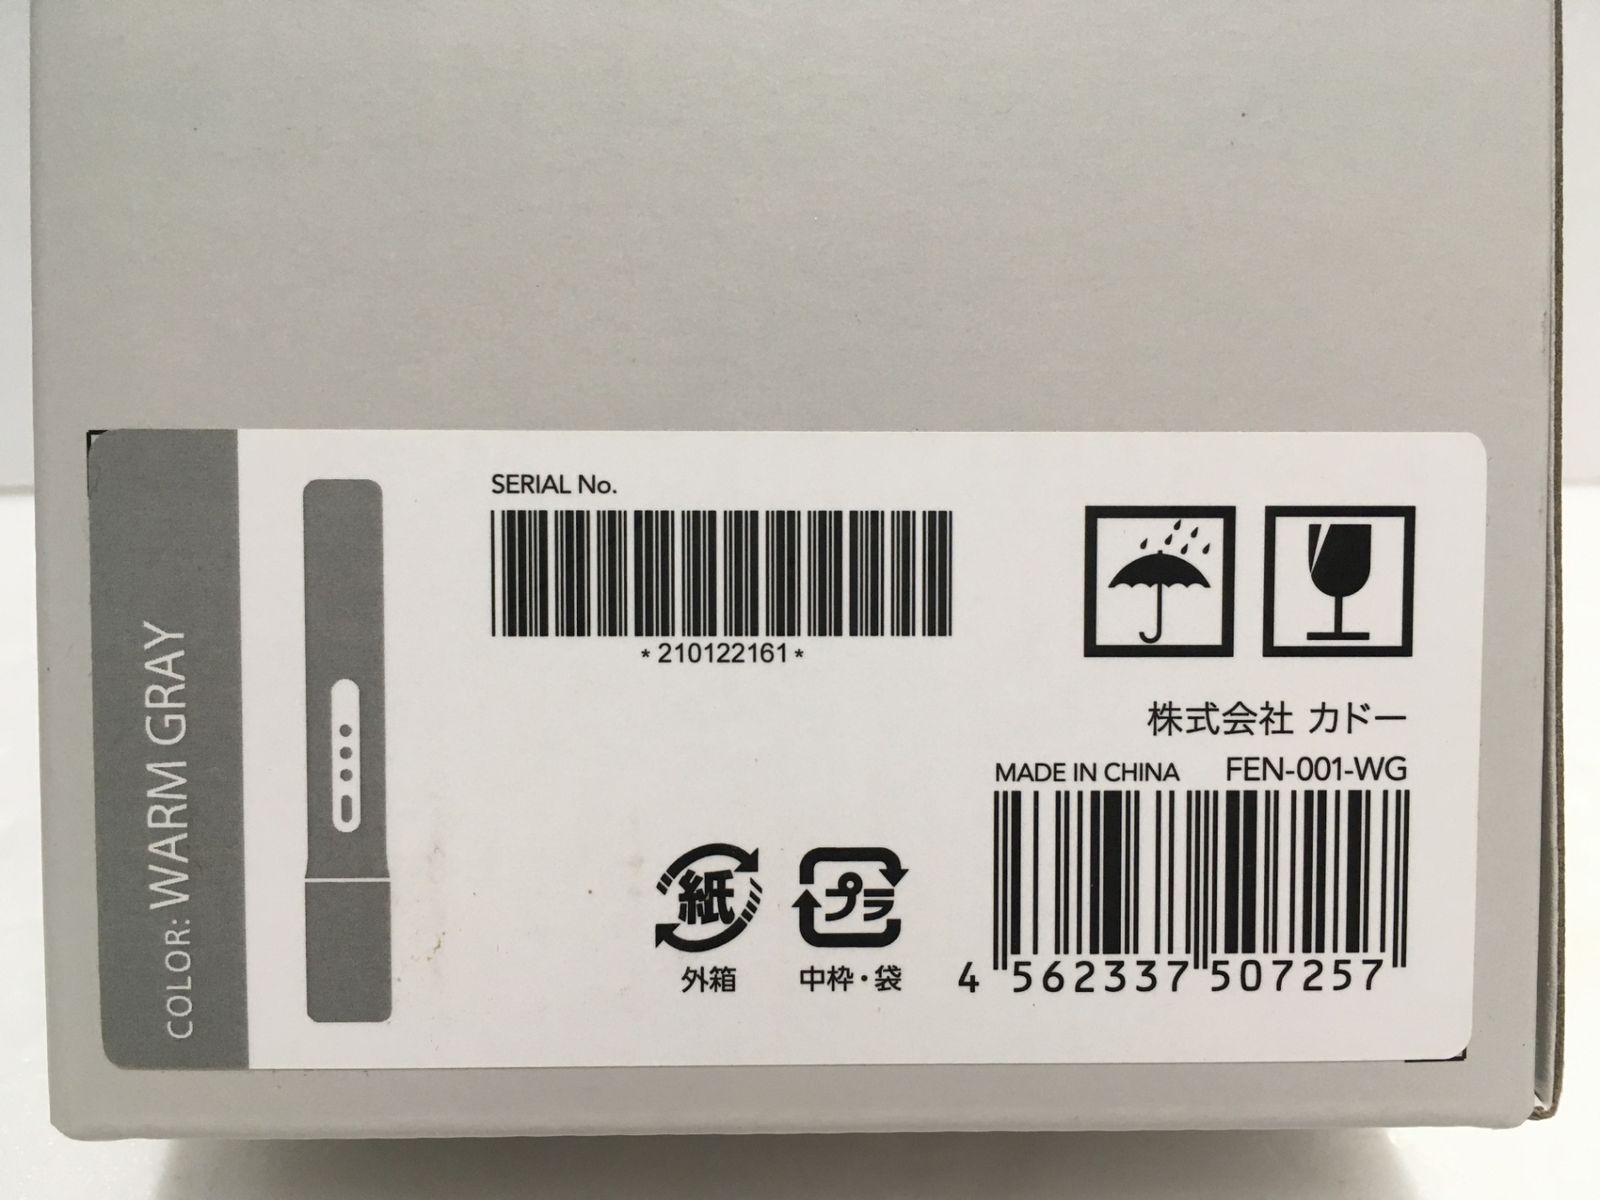 COLOR: WARM GRAY
SERIAL No.
*210122161*
株式会社 カドー
MADE IN CHINA FEN-001-WG
4 562337 507257
紙
外箱
プラ
中枠・袋